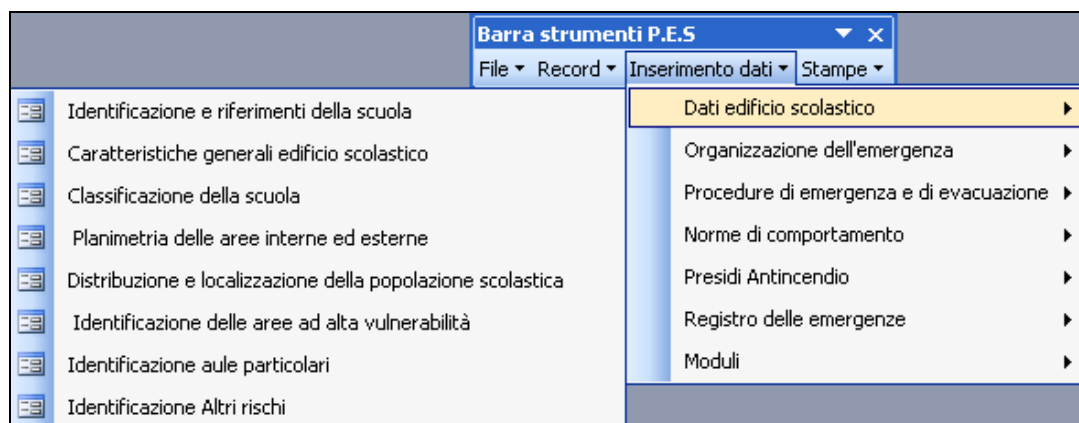 Barra strumenti P.E.S
File Record Inserimento dati Stampe
Dati edificio scolastico
Organizzazione dell'emergenza
Procedure di emergenza e di evacuazione
Norme di comportamento
Presidi Antincendio
Registro delle emergenze
Moduli
Identificazione e riferimenti della scuola
Caratteristiche generali edificio scolastico
Classificazione della scuola
Planimetria delle aree interne ed esterne
Distribuzione e localizzazione della popolazione scolastica
Identificazione delle aree ad alta vulnerabilità
Identificazione aule particolari
Identificazione Altri rischi